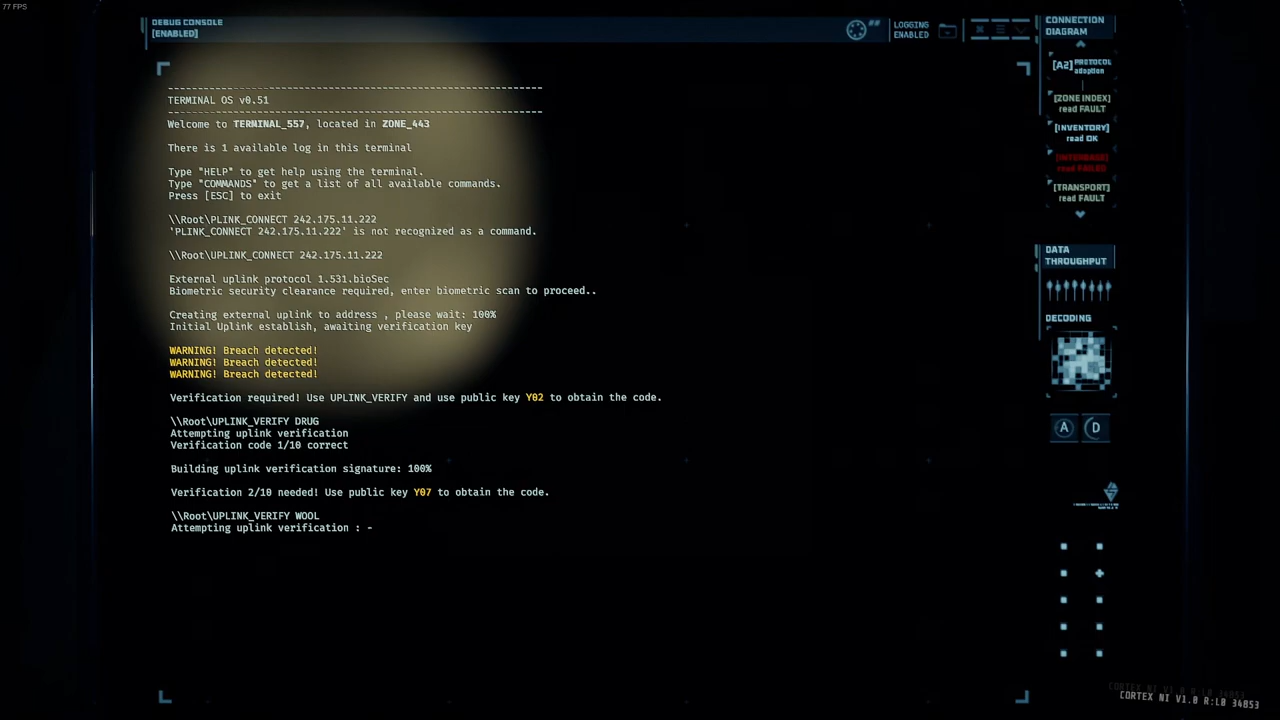 77 FPS
DEBUG CONSOLE
[ENABLED]
LOGGING
ENABLED
----------------------------------------------------------------
TERMINAL OS v0.51
----------------------------------------------------------------
Welcome to TERMINAL_557, located in ZONE_443
There is 1 available log in this terminal
Type "HELP" to get help using the terminal.
Type "COMMANDS" to get a list of all available commands.
Press [ESC] to exit
\\Root\PLINK_CONNECT 242.175.11.222
'PLINK_CONNECT 242.175.11.222' is not recognized as a command.
\\Root\UPLINK_CONNECT 242.175.11.222
External uplink protocol 1.531.bioSec
Biometric security clearance required, enter biometric scan to proceed..
Creating external uplink to address , please wait: 100%
Initial Uplink establish, awaiting verification key
WARNING! Breach detected!
WARNING! Breach detected!
WARNING! Breach detected!
Verification required! Use UPLINK_VERIFY and use public key Y02 to obtain the code.
\\Root\UPLINK_VERIFY DRUG
Attempting uplink verification
Verification code 1/10 correct
Building uplink verification signature: 100%
Verification 2/10 needed! Use public key Y07 to obtain the code.
\\Root\UPLINK_VERIFY WOOL
Attempting uplink verification : -
CONNECTION
DIAGRAM
[A2] PROTOCOL
adoption
[ZONE INDEX]
read FAULT
[INVENTORY]
read OK
read FAILED
[TRANSPORT]
read FAULT
DATA
THROUGHPUT
DECODING
A D
CORTEX NI V1.0 R:L0 34853